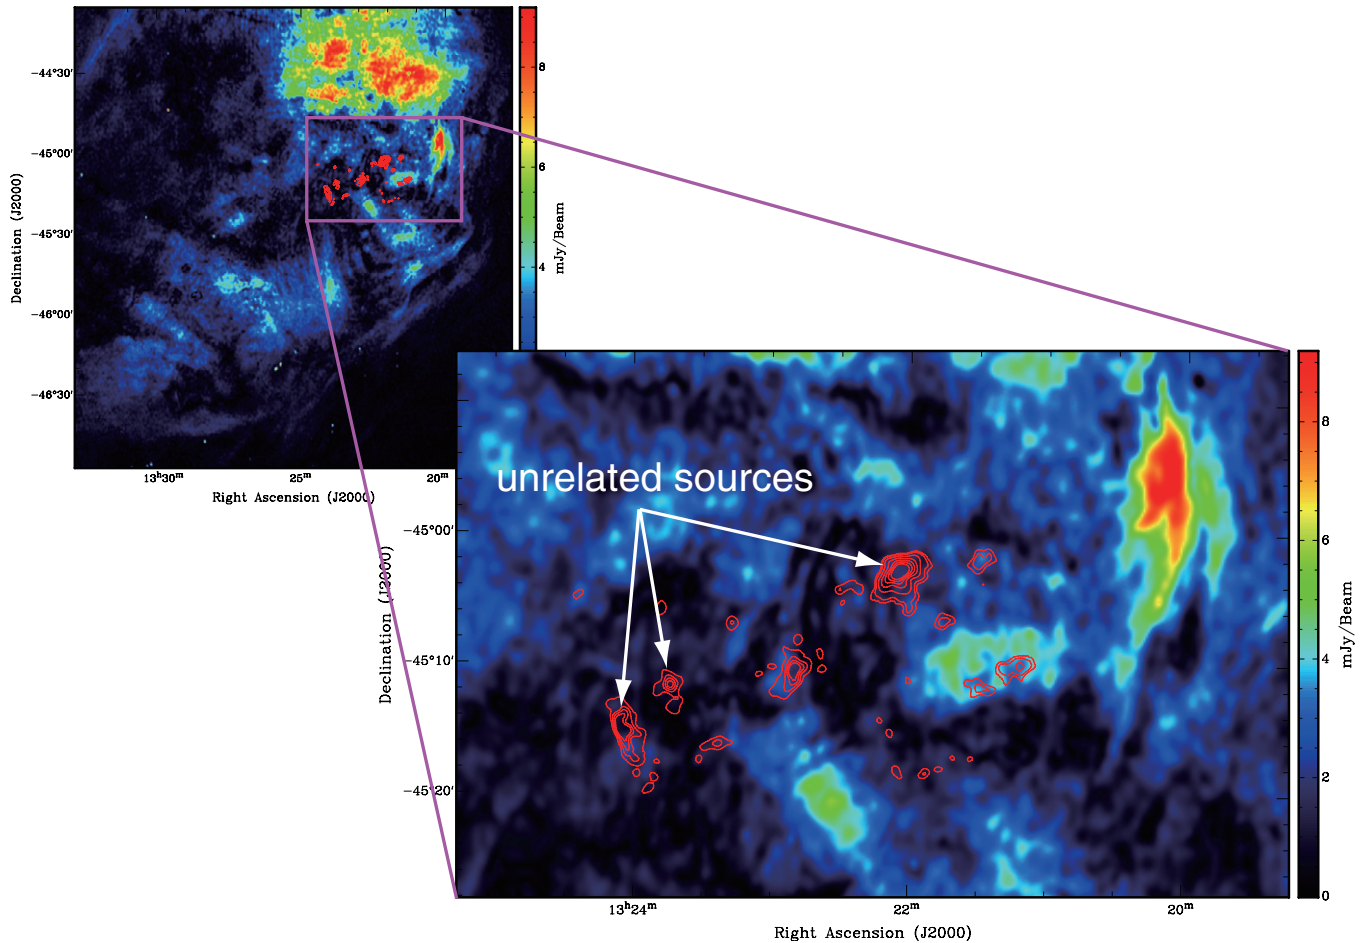 8
-44°30'
-45°00'
6
Declination (J2000)
-45°30'
mJy/Beam
4
-46°00'
-46°30'
13ʰ30ᵐ
25ᵐ
20ᵐ
Right Ascension (J2000)
unrelated sources
8
-45°00'
6
Declination (J2000)
mJy/Beam
-45°10'
4
2
-45°20'
0
13ʰ24ᵐ
22ᵐ
20ᵐ
Right Ascension (J2000)